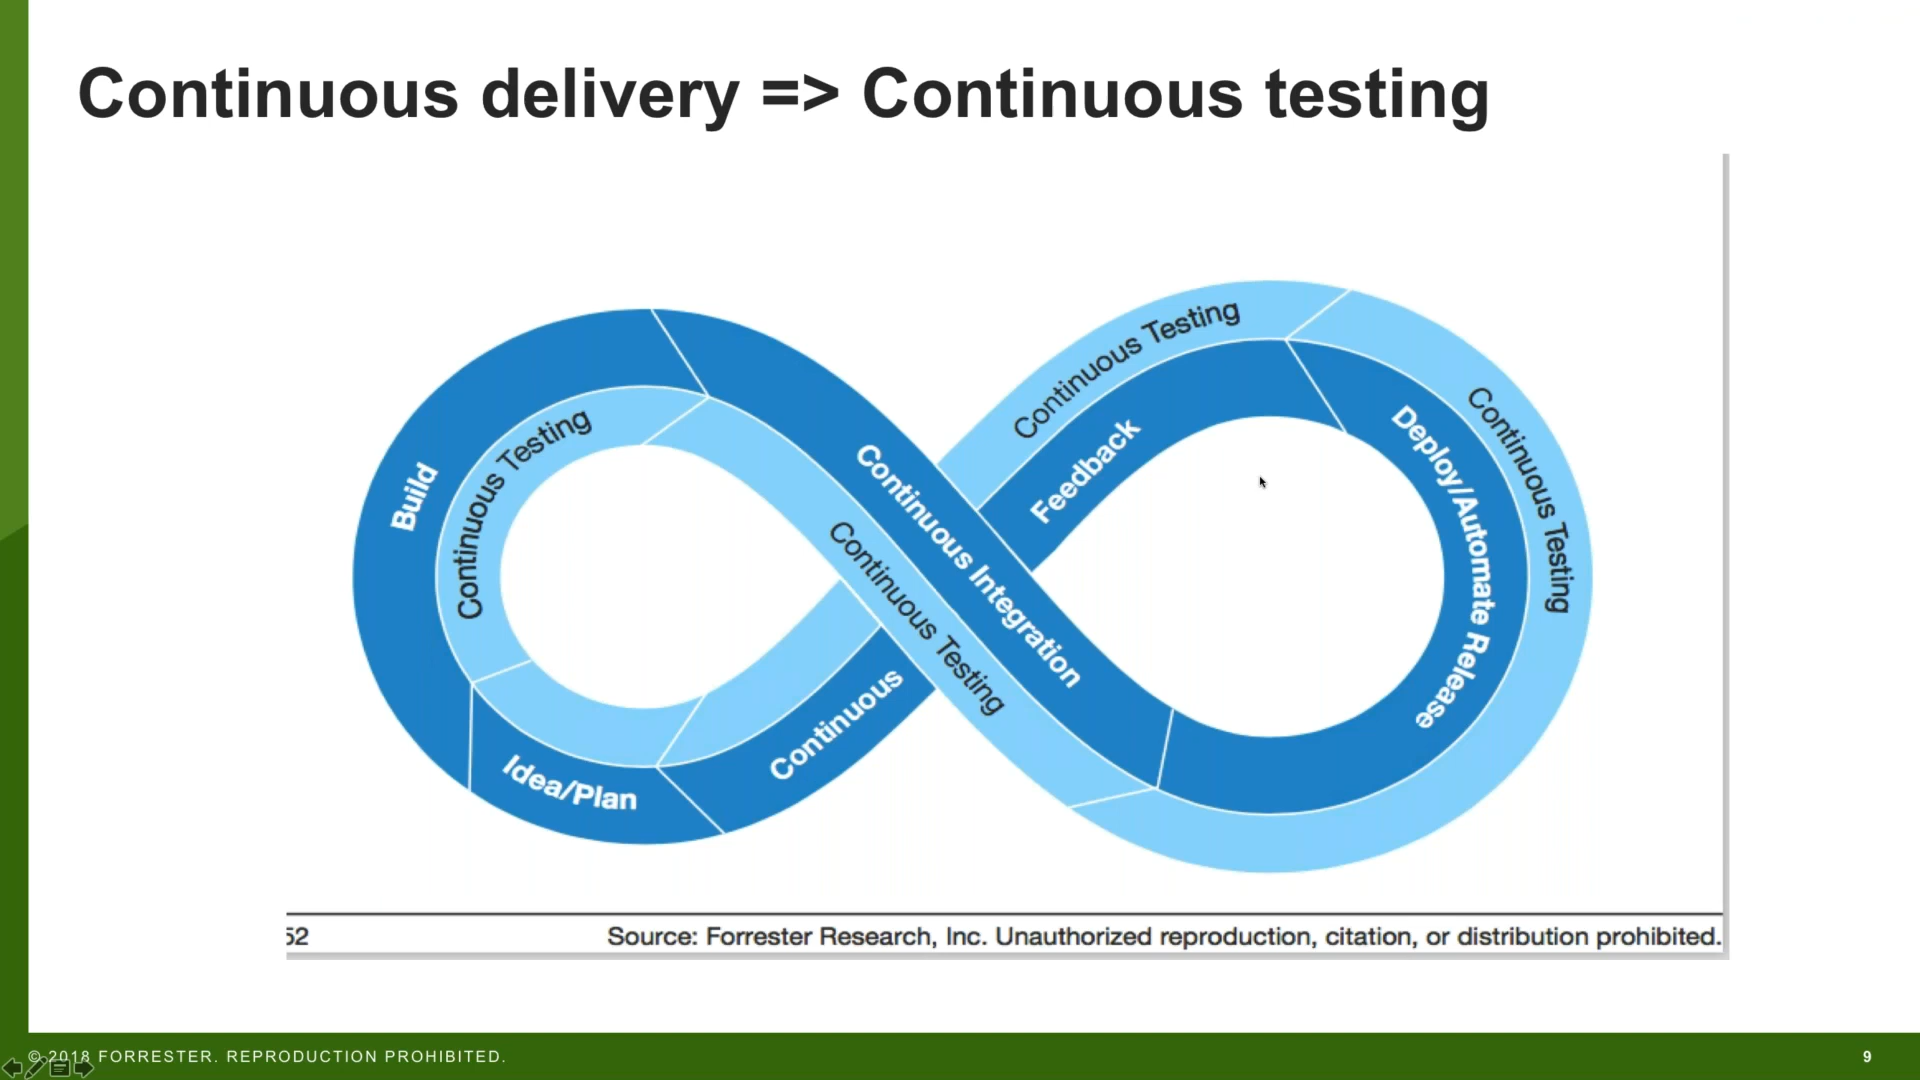 Continuous delivery => Continuous testing
Build
Continuous Testing
Idea/Plan
Continuous
Continuous Integration
Continuous Testing
Continuous Testing
Feedback
Deploy/Automate Release
Continuous Testing
52
Source: Forrester Research, Inc. Unauthorized reproduction, citation, or distribution prohibited.
© 2018 FORRESTER. REPRODUCTION PROHIBITED.
9